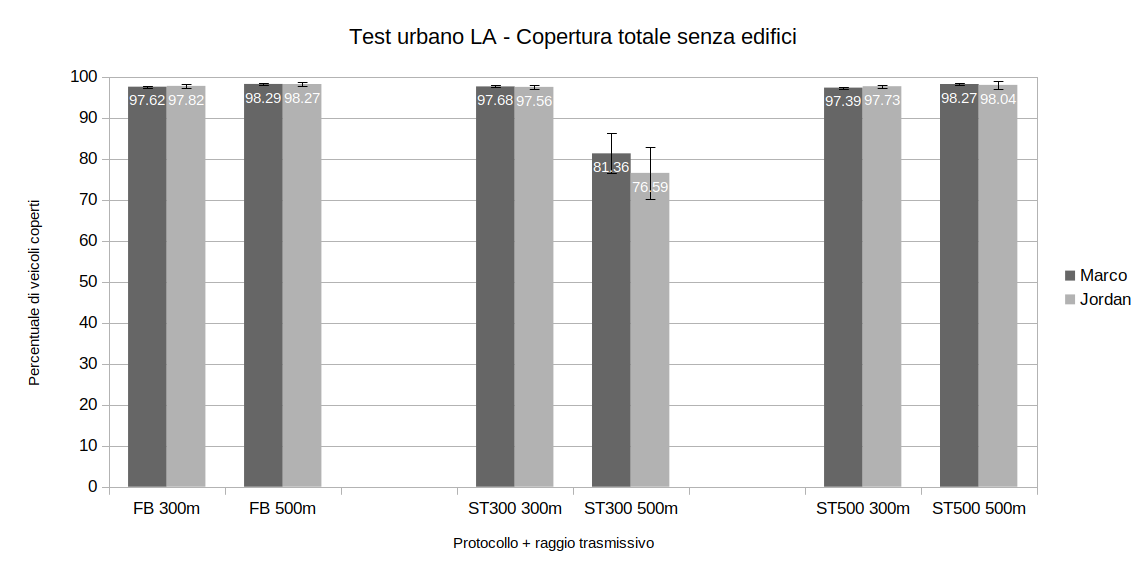 Test urbano LA - Copertura totale senza edifici
Percentuale di veicoli coperti
100
90
80
70
60
50
40
30
20
10
0
97.62 97.82 98.29 98.27 97.68 97.56 81.36 76.59 97.39 97.73 98.27 98.04
FB 300m FB 500m ST300 300m ST300 500m ST500 300m ST500 500m
Protocollo + raggio trasmissivo
Marco
Jordan